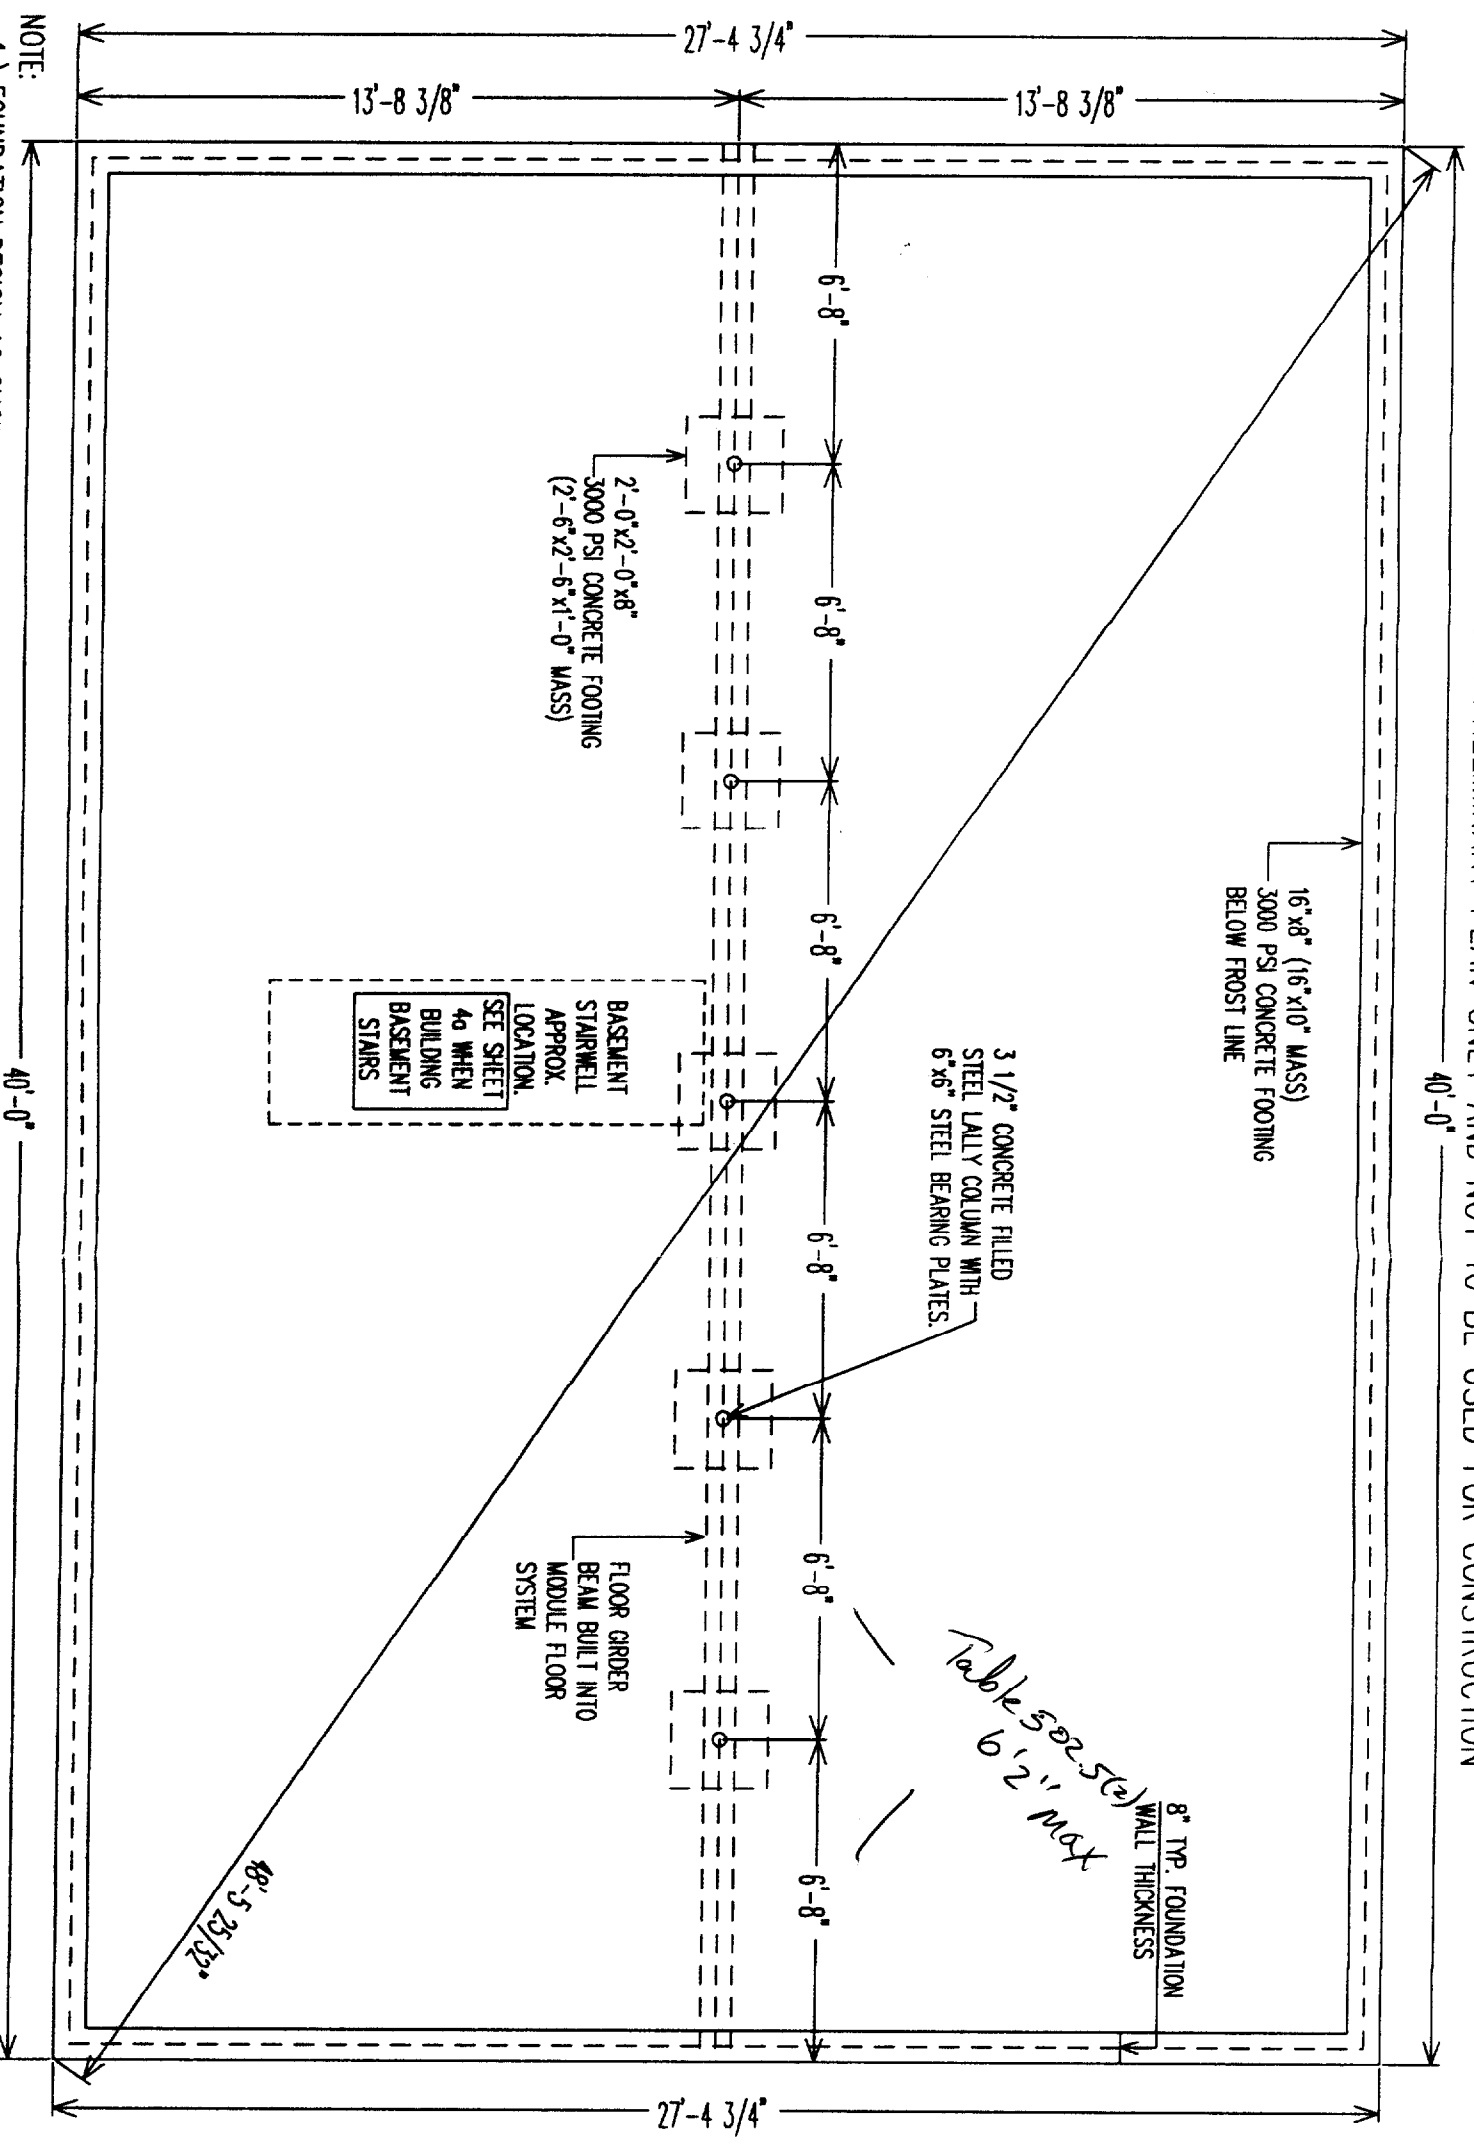 PRELIMINARY PLAN ONLY AND NOT TO BE USED FOR CONSTRUCTION
40'-0"
27'-4 3/4"
13'-8 3/8"
13'-8 3/8"
16"x8" (16"x10" MASS)
3000 PSI CONCRETE FOOTING
BELOW FROST LINE
8" TYP. FOUNDATION
WALL THICKNESS
Table 502.5(2)
6'2" max
3 1/2" CONCRETE FILLED
STEEL LALLY COLUMN WITH
6"x6" STEEL BEARING PLATES.
6'-8"
6'-8"
6'-8"
6'-8"
6'-8"
6'-8"
2'-0"x2'-0"x8"
3000 PSI CONCRETE FOOTING
(2'-6"x2'-6"x1'-0" MASS)
BASEMENT
STAIRWELL
APPROX.
LOCATION.
SEE SHEET
4a WHEN
BUILDING
BASEMENT
STAIRS
FLOOR GIRDER
BEAM BUILT INTO
MODULE FLOOR
SYSTEM
48'-5 25/32"
27'-4 3/4"
40'-0"
NOTE: